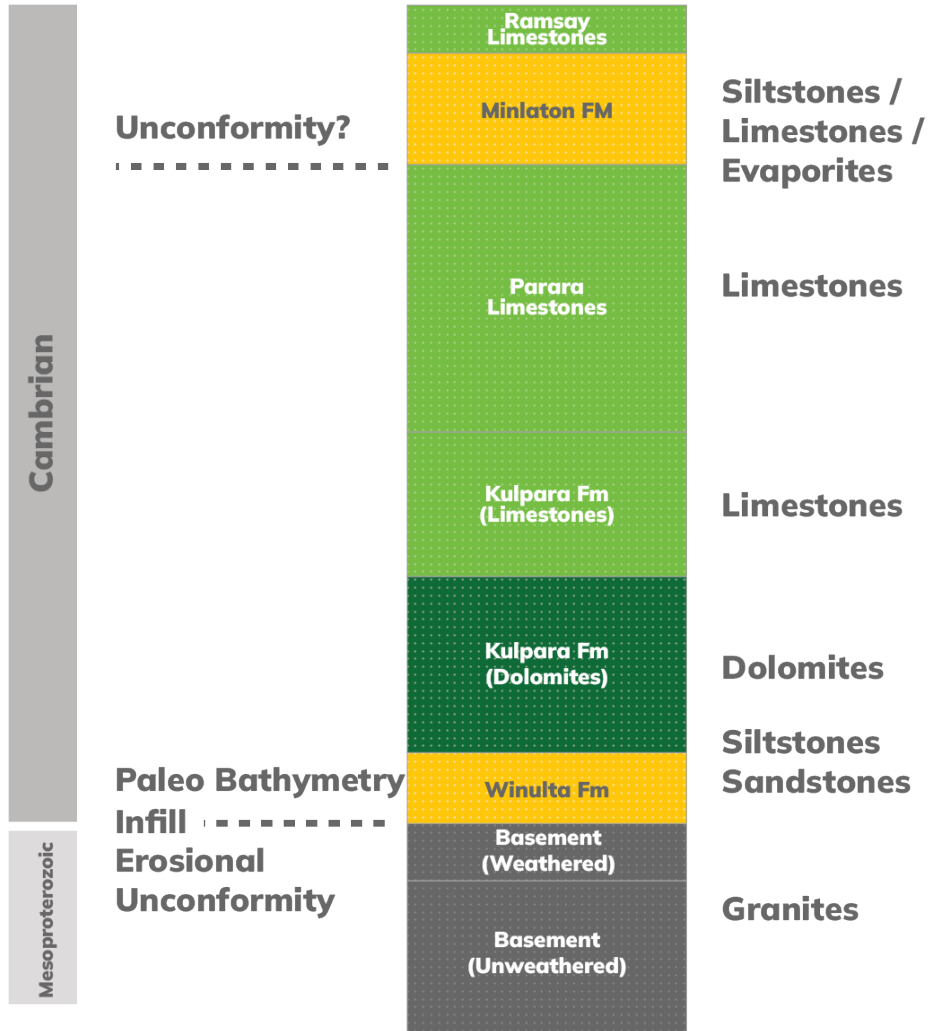 Ramsay
Limestones
Minlaton FM
Siltstones /
Limestones /
Evaporites
Unconformity?
Parara
Limestones
Limestones
Cambrian
Kulpara Fm
(Limestones)
Limestones
Kulpara Fm
(Dolomites)
Dolomites
Siltstones
Sandstones
Paleo Bathymetry
Infill
Winulta Fm
Erosional
Unconformity
Basement
(Weathered)
Mesoproterozoic
Granites
Basement
(Unweathered)